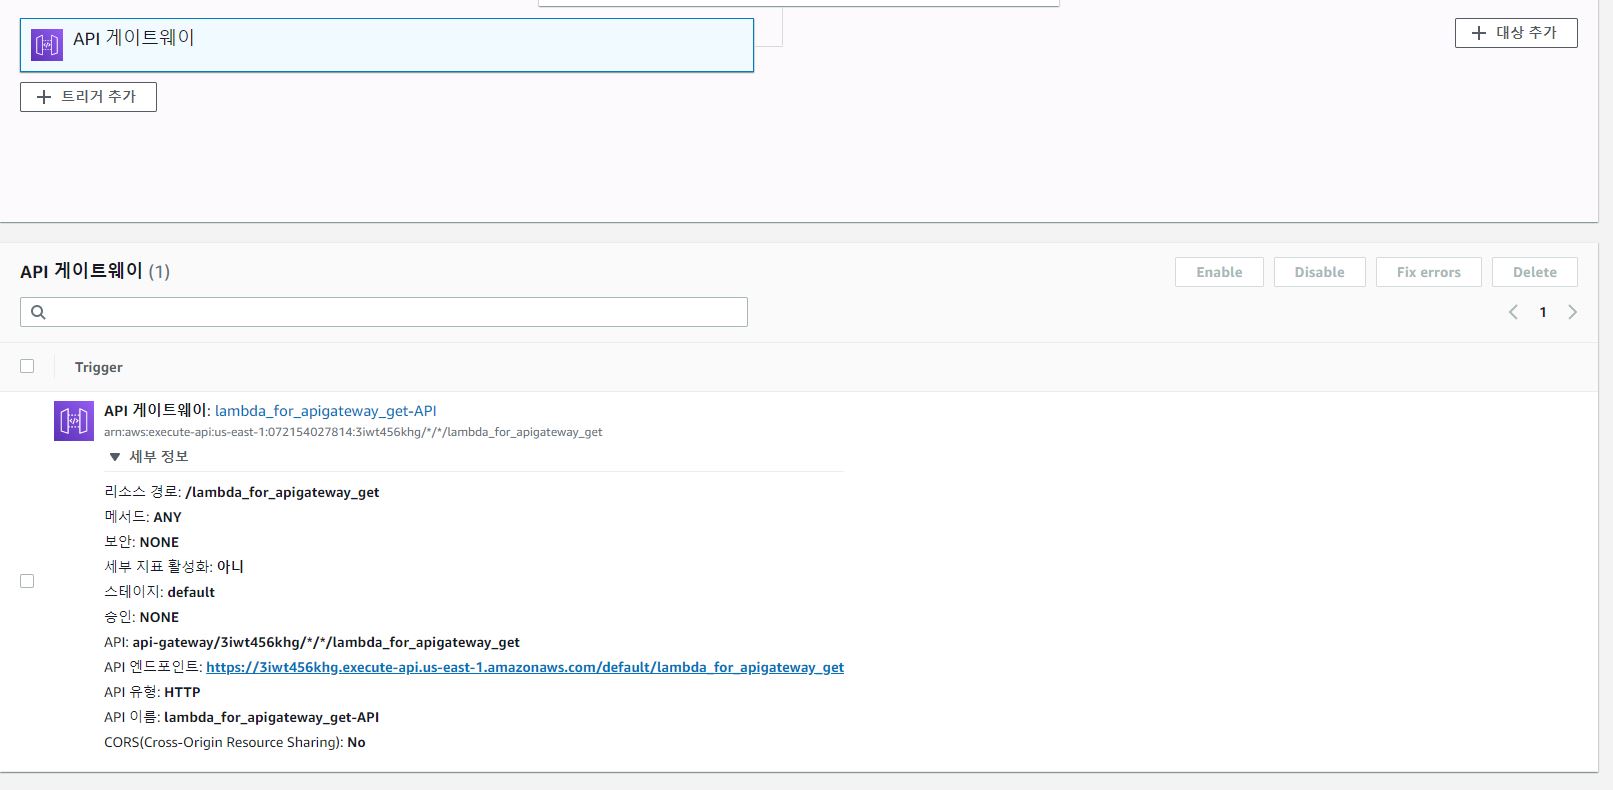 API 게이트웨이
대상 추가
트리거 추가
API 게이트웨이 (1)
Enable Disable Fix errors Delete
1
Trigger
API 게이트웨이: lambda_for_apigateway_get-API
arn:aws:execute-api:us-east-1:072154027814:3iwt456khg/*/*/lambda_for_apigateway_get
▼ 세부 정보
리소스 경로: /lambda_for_apigateway_get
메서드: ANY
보안: NONE
세부 지표 활성화: 아니
스테이지: default
승인: NONE
API: api-gateway/3iwt456khg/*/*/lambda_for_apigateway_get
API 엔드포인트: https://3iwt456khg.execute-api.us-east-1.amazonaws.com/default/lambda_for_apigateway_get
API 유형: HTTP
API 이름: lambda_for_apigateway_get-API
CORS(Cross-Origin Resource Sharing): No